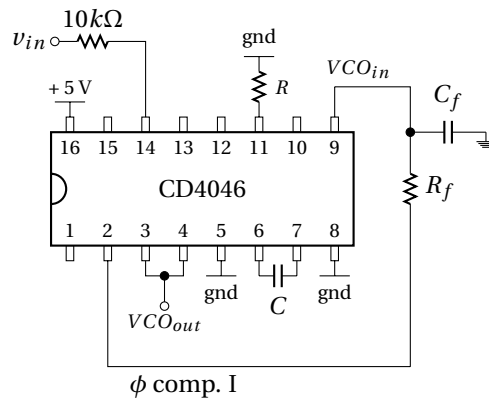 10kΩ
v_in
gnd
VCO_in
+5V
R
C_f
16 15 14 13 12 11 10 9
CD4046
R_f
1 2 3 4 5 6 7 8
gnd
C
gnd
VCO_out
ϕ comp. I